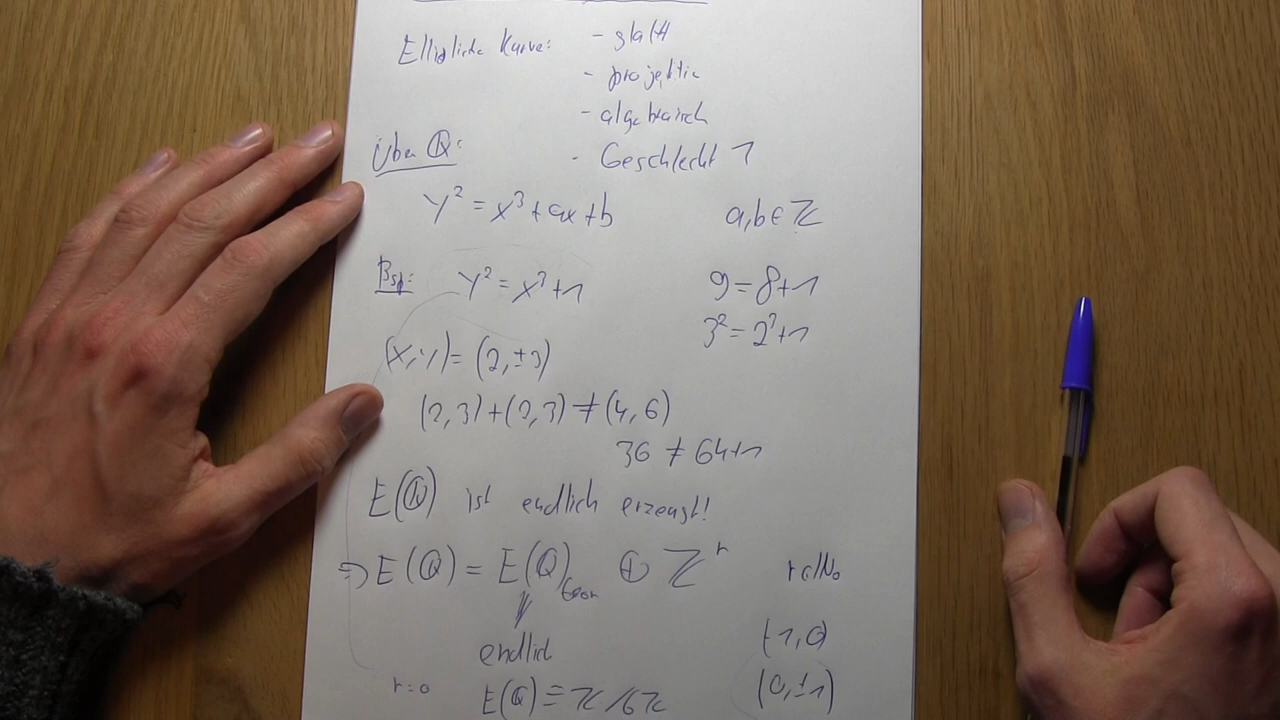 Elliptische Kurve: - glatt
- projektiv
- algebraisch
Über ℚ: - Geschlecht 1
y² = x³ + ax + b a, b ∈ ℤ
Bsp: y² = x³ + 1 9 = 8 + 1
3² = 2³ + 1
(x, y) = (2, ±3)
(2, 3) + (2, 3) ≠ (4, 6)
36 ≠ 64 + 1
E(ℚ) ist endlich erzeugt!
⇒ E(ℚ) = E(ℚ)tors ⊕ ℤ^r r ∈ ℕ₀
endlich (-1, 0)
r = 0 E(ℚ) ≅ ℤ/6ℤ (0, ±1)